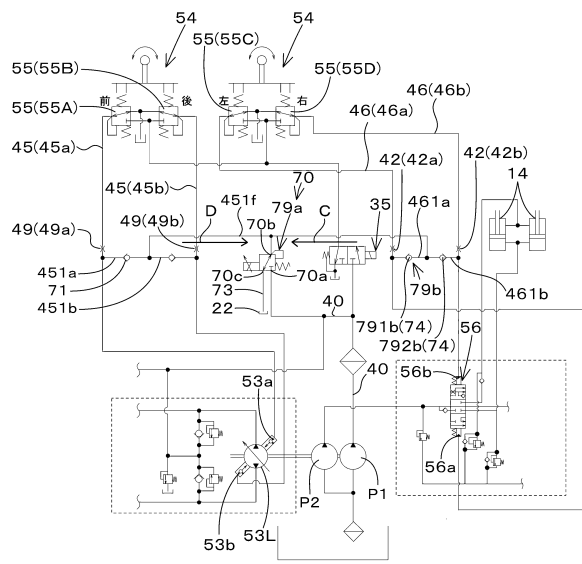 54
54
55(55C)
55(55B)
55(55D)
前
後
左
右
55(55A)
46(46b)
46(46a)
45(45a)
42(42a)
42(42b)
14
70
45(45b)
451f
79a
35
49(49a)
49(49b)
D
70b
C
461a
451a
70c
70a
79b
71
73
461b
451b
22
40
791b(74)
56
792b(74)
56b
40
53a
56a
P2
P1
53b
53L